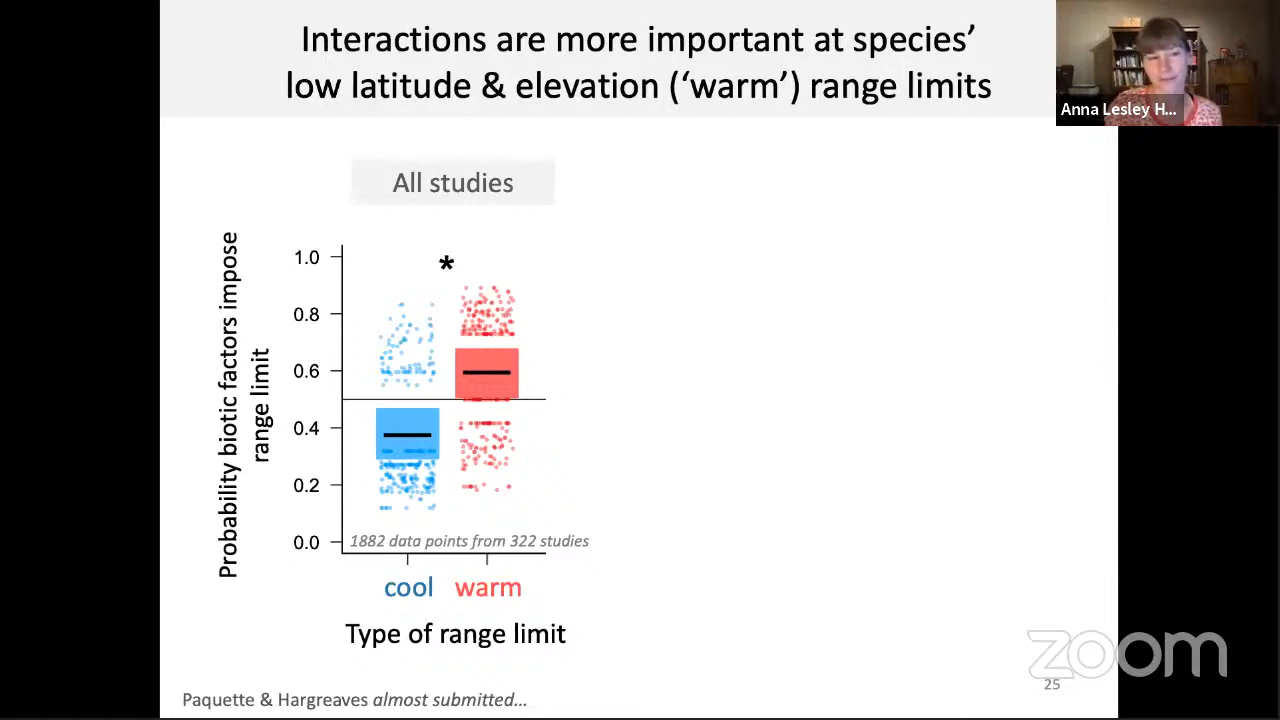 Interactions are more important at species’
low latitude & elevation (‘warm’) range limits
Anna Lesley H...
All studies
Probability biotic factors impose
range limit
1.0
0.8
0.6
0.4
0.2
0.0
*
1882 data points from 322 studies
cool warm
Type of range limit
zoom
25
Paquette & Hargreaves almost submitted…